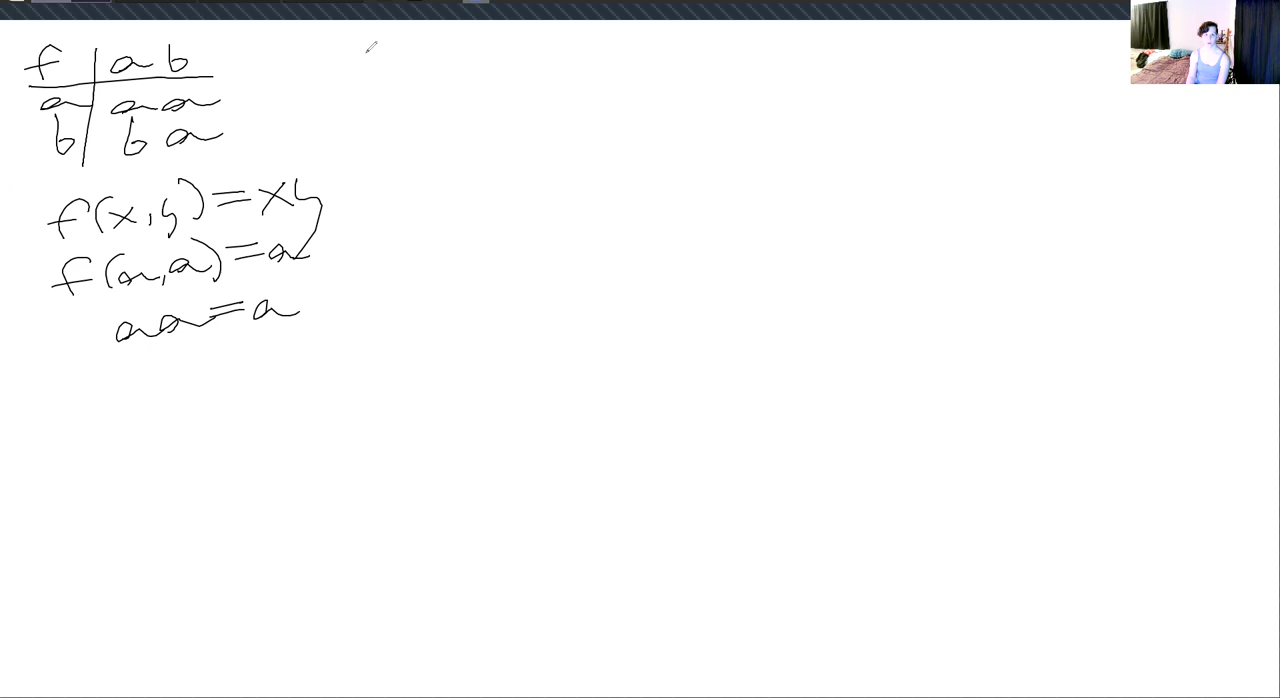 f | a b
a | a a
b | b a
f(x,y)=xy
f(a,a)=a
aa=a